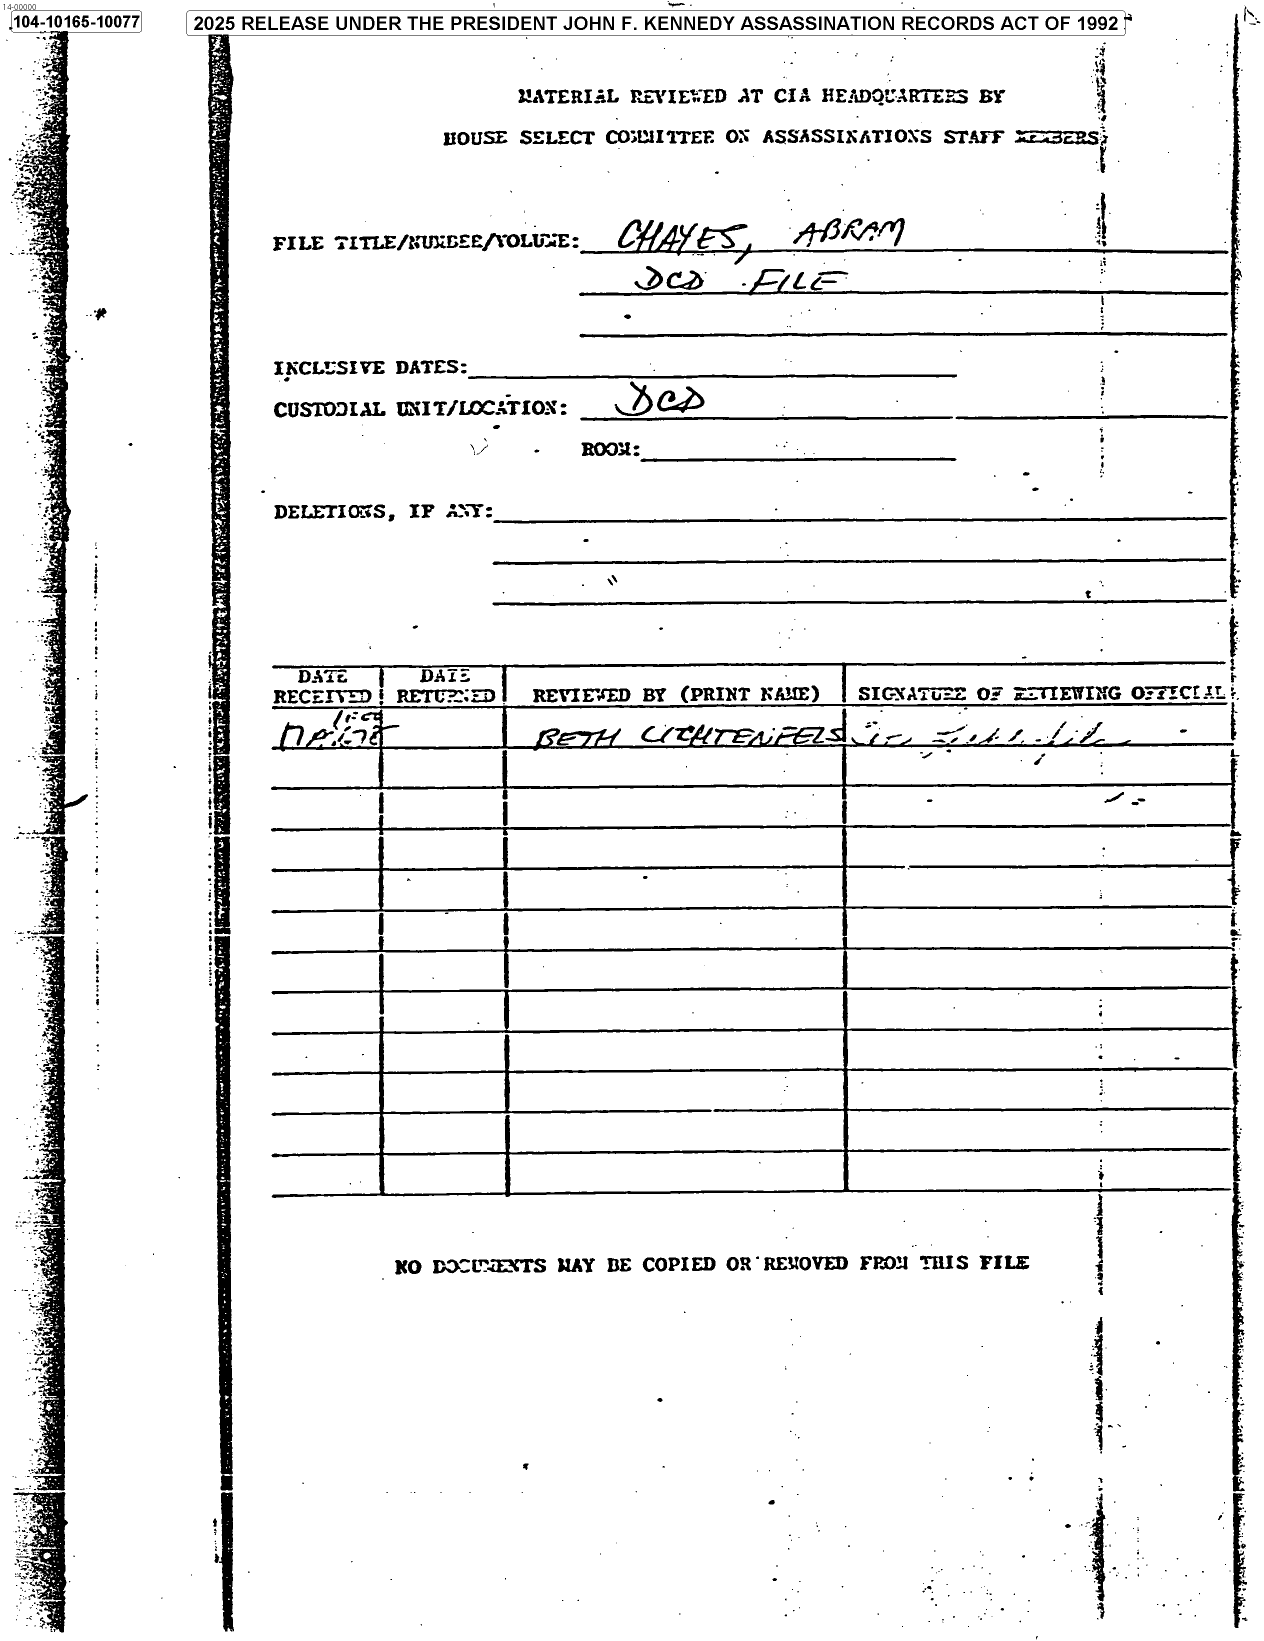 14-00000
104-10165-10077
2025 RELEASE UNDER THE PRESIDENT JOHN F. KENNEDY ASSASSINATION RECORDS ACT OF 1992
MATERIAL REVIEWED AT CIA HEADQUARTERS BY
HOUSE SELECT COMMITTEE ON ASSASSINATIONS STAFF MEMBERS
FILE TITLE/NUMBER/VOLUME: CHAYES, ABRAM
DCD FILE
INCLUSIVE DATES:
CUSTODIAL UNIT/LOCATION: DCD
ROOM:
DELETIONS, IF ANY:
DATE RECEIVED
DATE RETURNED
REVIEWED BY (PRINT NAME)
SIGNATURE OF REVIEWING OFFICIAL
BETH LICHTENFELS
NO DOCUMENTS MAY BE COPIED OR REMOVED FROM THIS FILE